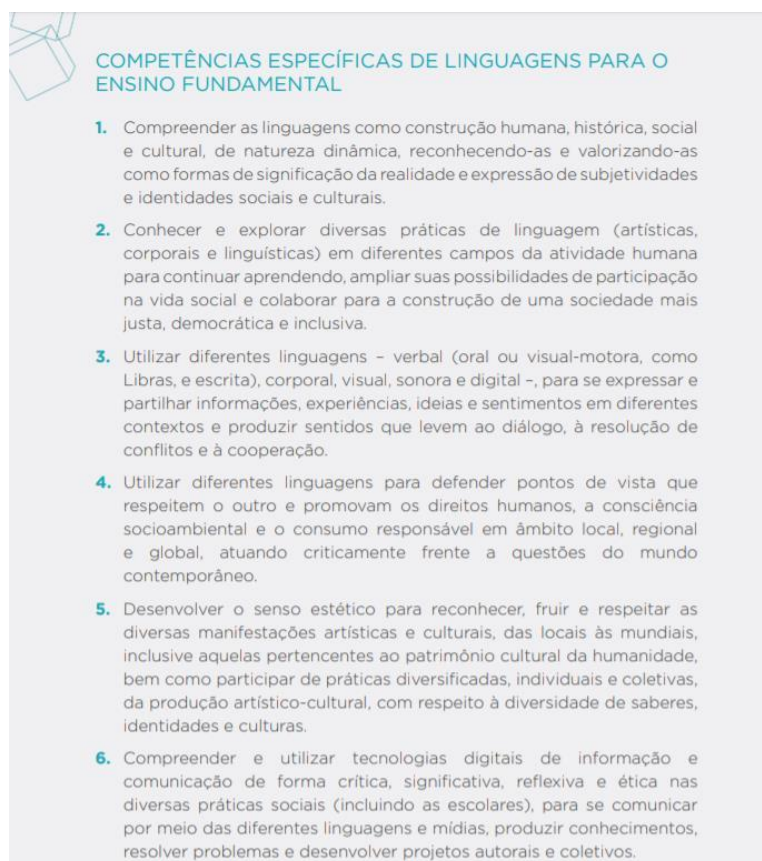 COMPETÊNCIAS ESPECÍFICAS DE LINGUAGENS PARA O
ENSINO FUNDAMENTAL
1. Compreender as linguagens como construção humana, histórica, social
e cultural, de natureza dinâmica, reconhecendo-as e valorizando-as
como formas de significação da realidade e expressão de subjetividades
e identidades sociais e culturais.
2. Conhecer e explorar diversas práticas de linguagem (artísticas,
corporais e linguísticas) em diferentes campos da atividade humana
para continuar aprendendo, ampliar suas possibilidades de participação
na vida social e colaborar para a construção de uma sociedade mais
justa, democrática e inclusiva.
3. Utilizar diferentes linguagens – verbal (oral ou visual-motora, como
Libras, e escrita), corporal, visual, sonora e digital –, para se expressar e
partilhar informações, experiências, ideias e sentimentos em diferentes
contextos e produzir sentidos que levem ao diálogo, à resolução de
conflitos e à cooperação.
4. Utilizar diferentes linguagens para defender pontos de vista que
respeitem o outro e promovam os direitos humanos, a consciência
socioambiental e o consumo responsável em âmbito local, regional
e global, atuando criticamente frente a questões do mundo
contemporâneo.
5. Desenvolver o senso estético para reconhecer, fruir e respeitar as
diversas manifestações artísticas e culturais, das locais às mundiais,
inclusive aquelas pertencentes ao patrimônio cultural da humanidade,
bem como participar de práticas diversificadas, individuais e coletivas,
da produção artístico-cultural, com respeito à diversidade de saberes,
identidades e culturas.
6. Compreender e utilizar tecnologias digitais de informação e
comunicação de forma crítica, significativa, reflexiva e ética nas
diversas práticas sociais (incluindo as escolares), para se comunicar
por meio das diferentes linguagens e mídias, produzir conhecimentos,
resolver problemas e desenvolver projetos autorais e coletivos.